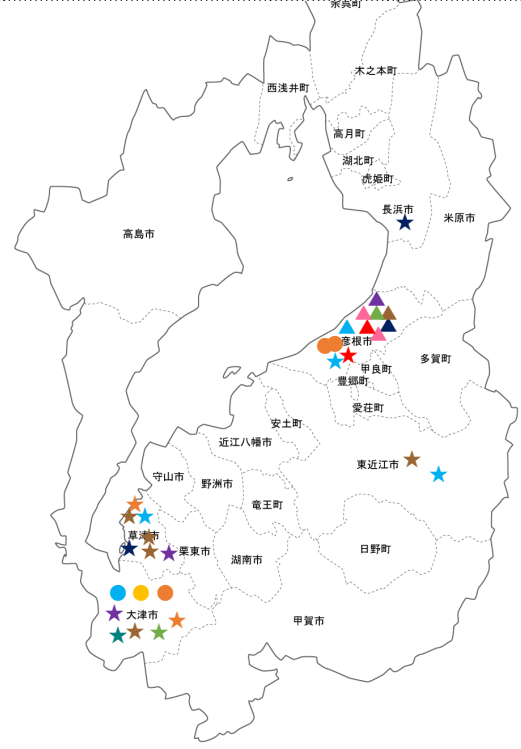 余呉町
木之本町
西浅井町
高月町
湖北町
虎姫町
長浜市
米原市
高島市
彦根市
多賀町
甲良町
豊郷町
愛荘町
安土町
近江八幡市
東近江市
守山市
野洲市
竜王町
草津市
栗東市
湖南市
日野町
大津市
甲賀市